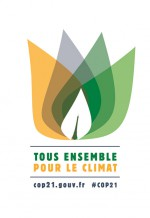 TOUS ENSEMBLE
POUR LE CLIMAT
cop21.gouv.fr #COP21